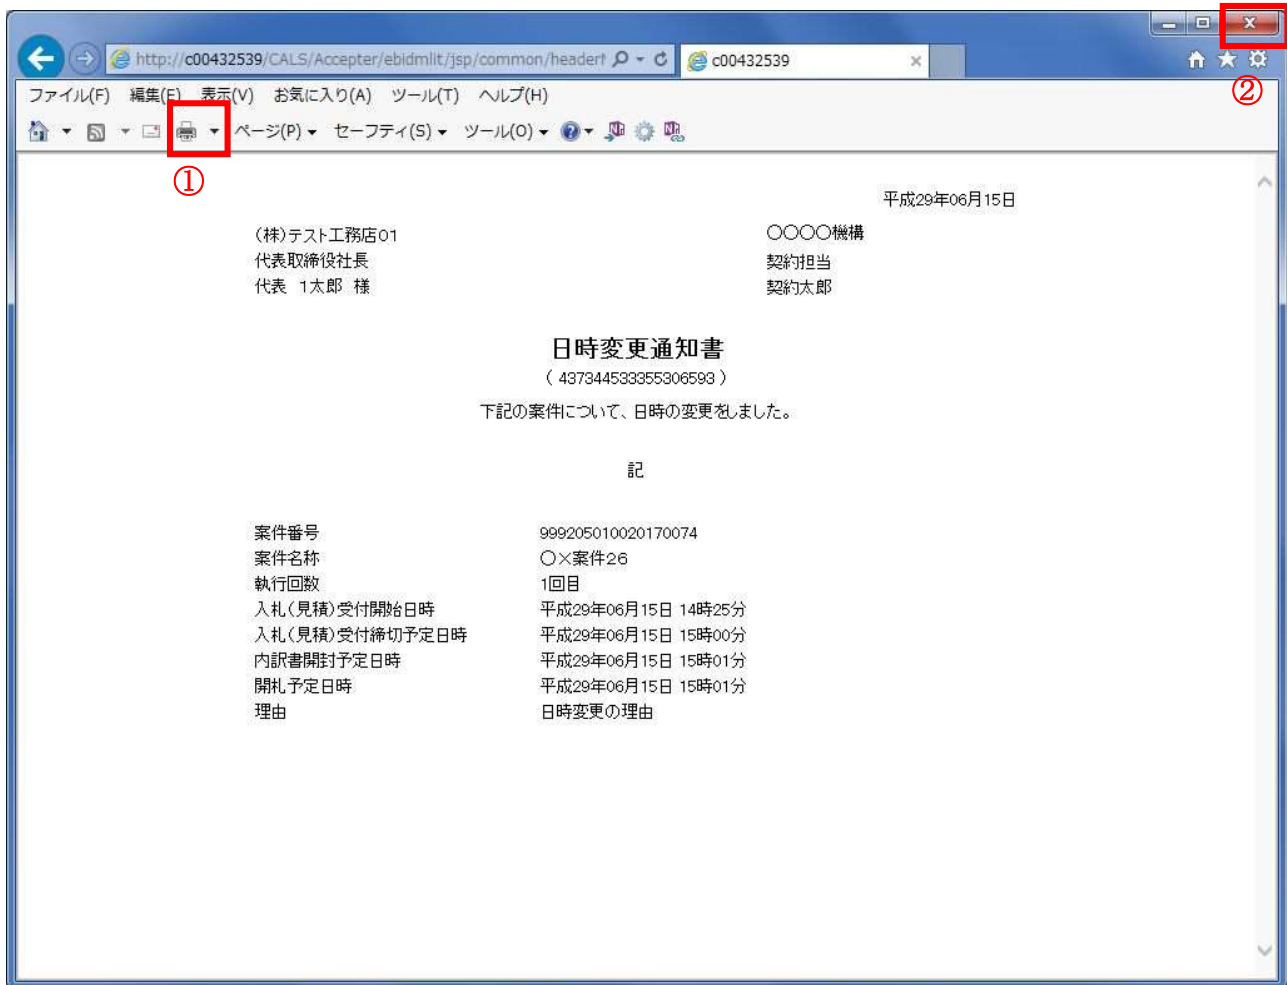 http://c00432539/CALS/Accepter/ebidmlit/jsp/common/headerf
c00432539
ファイル(F) 編集(E) 表示(V) お気に入り(A) ツール(T) ヘルプ(H)
②
ページ(P) セーフティ(S) ツール(O)
①
平成29年06月15日
(株)テスト工務店01
○○○○機構
代表取締役社長
契約担当
代表 1太郎 様
契約太郎
日時変更通知書
( 437344533355306593 )
下記の案件について、日時の変更をしました。
記
案件番号 999205010020170074
案件名称 ○×案件26
執行回数 1回目
入札(見積)受付開始日時 平成29年06月15日 14時25分
入札(見積)受付締切予定日時 平成29年06月15日 15時00分
内訳書開封予定日時 平成29年06月15日 15時01分
開札予定日時 平成29年06月15日 15時01分
理由 日時変更の理由